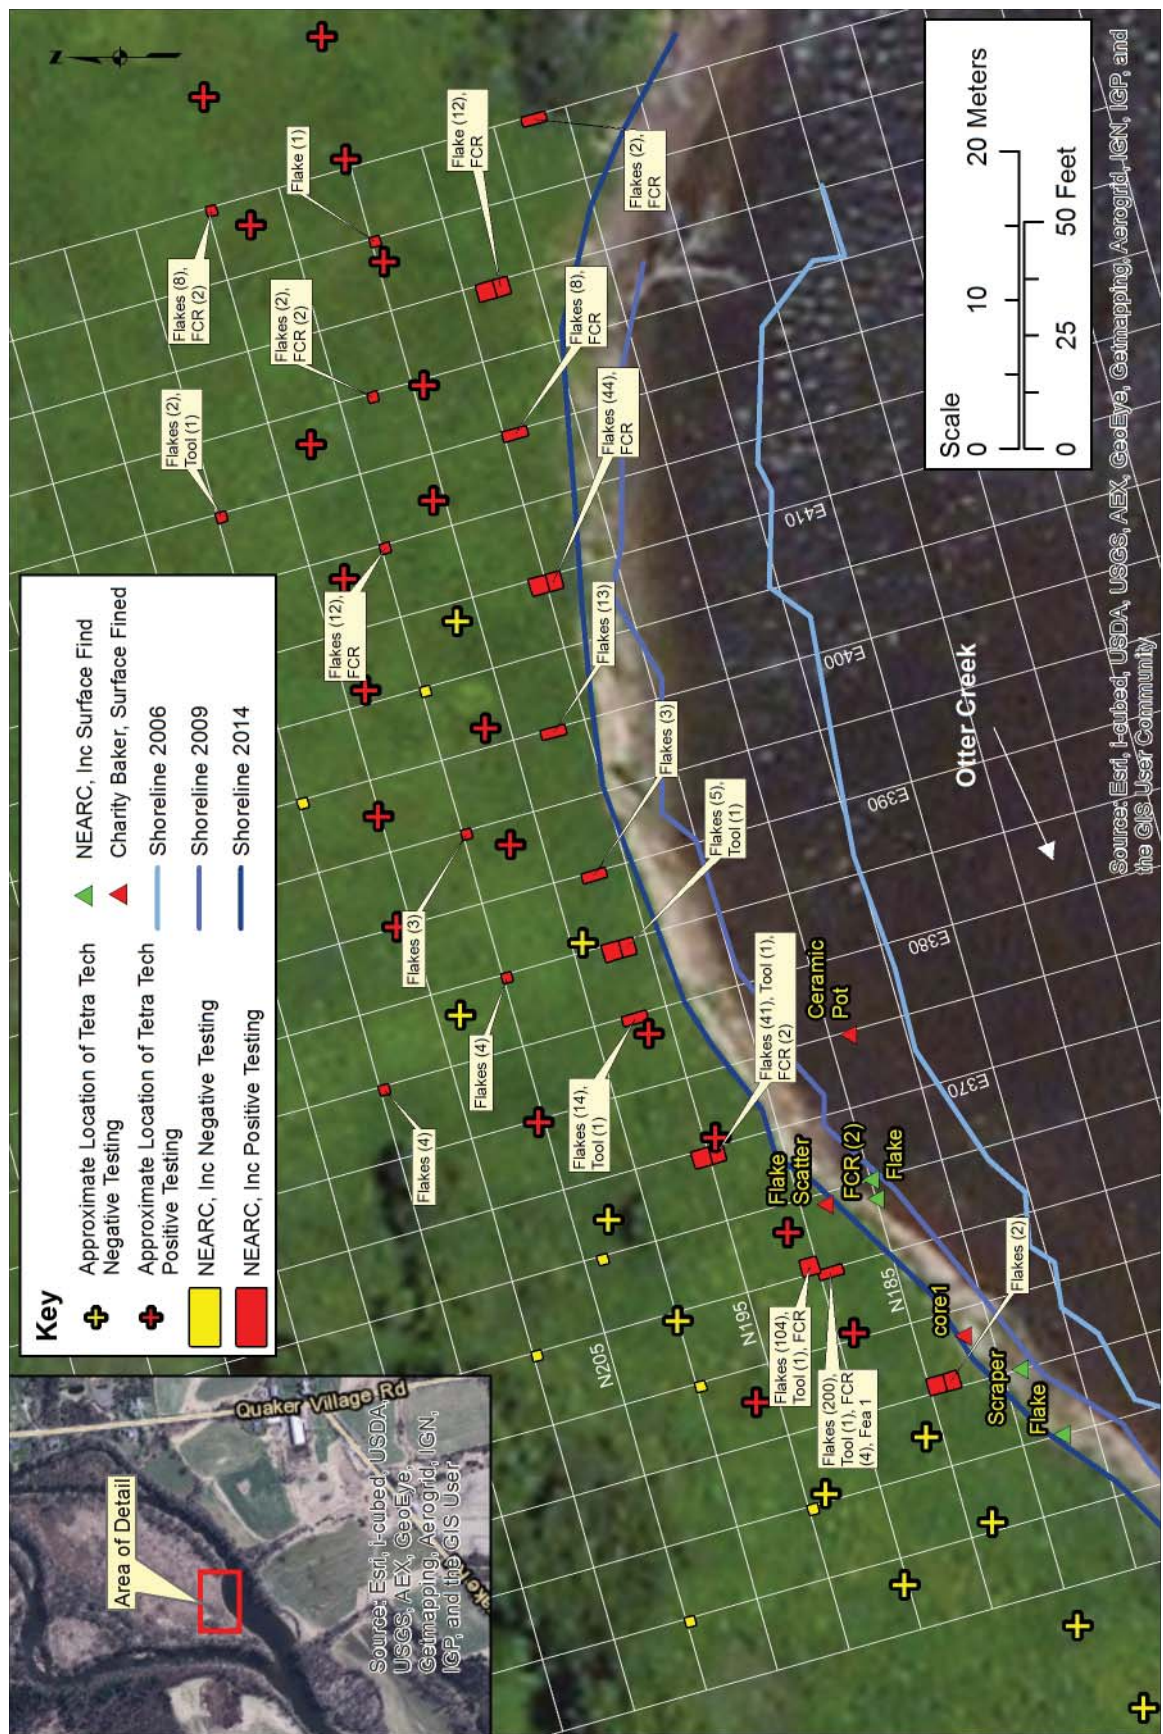 Area of Detail
Quaker Village Rd
Source: Esri, i-cubed, USDA,
USGS, AEX, GeoEye,
Getmapping, Aerogrid, IGN,
IGP, and the GIS User
Key
Approximate Location of Tetra Tech
Negative Testing
Approximate Location of Tetra Tech
Positive Testing
NEARC, Inc Negative Testing
NEARC, Inc Positive Testing
NEARC, Inc Surface Find
Charity Baker, Surface Fined
Shoreline 2006
Shoreline 2009
Shoreline 2014
Z
Flakes (2),
Tool (1)
Flakes (8),
FCR (2)
Flake (1)
Flakes (2),
FCR (2)
Flake (12),
FCR
Flakes (2),
FCR
Flakes (12),
FCR
Flakes (8),
FCR
Flakes (44),
FCR
Flakes (13)
Flakes (3)
Flakes (3)
Flakes (5),
Tool (1)
Flakes (4)
Flakes (4)
Flakes (14),
Tool (1)
Flakes (41), Tool (1),
FCR (2)
Flakes (104),
Tool (1), FCR
Flakes (200),
Tool (1), FCR
(4), Fea 1
Flakes (2)
Flake
Scatter
FCR (2)
Flake
Ceramic
Pot
core1
Scraper
Flake
N205
N195
N185
E370
E380
E390
E400
E410
Otter Creek
Scale
0 10 20 Meters
0 25 50 Feet
Source: Esri, i-cubed, USDA, USGS, AEX, GeoEye, Getmapping, Aerogrid, IGN, IGP, and
the GIS User Community